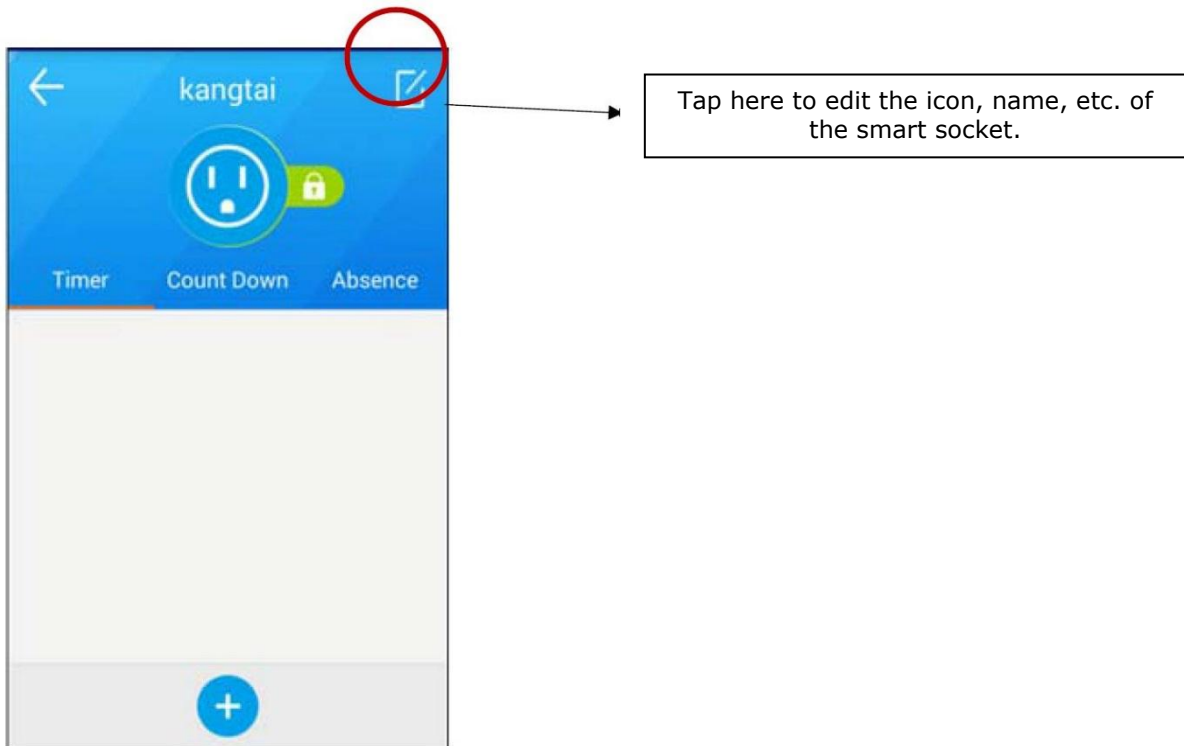 kangtai
Tap here to edit the icon, name, etc. of
the smart socket.
Timer Count Down Absence